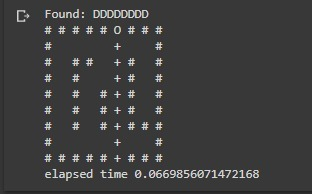 Found: DDDDDDDD
# # # # # O # # #
#         +     #
#   # #   + #   #
#   #     + #   #
#   #   # + #   #
#   #   # + # # #
#         +     #
# # # # # + # # #
elapsed time 0.0669856071472168